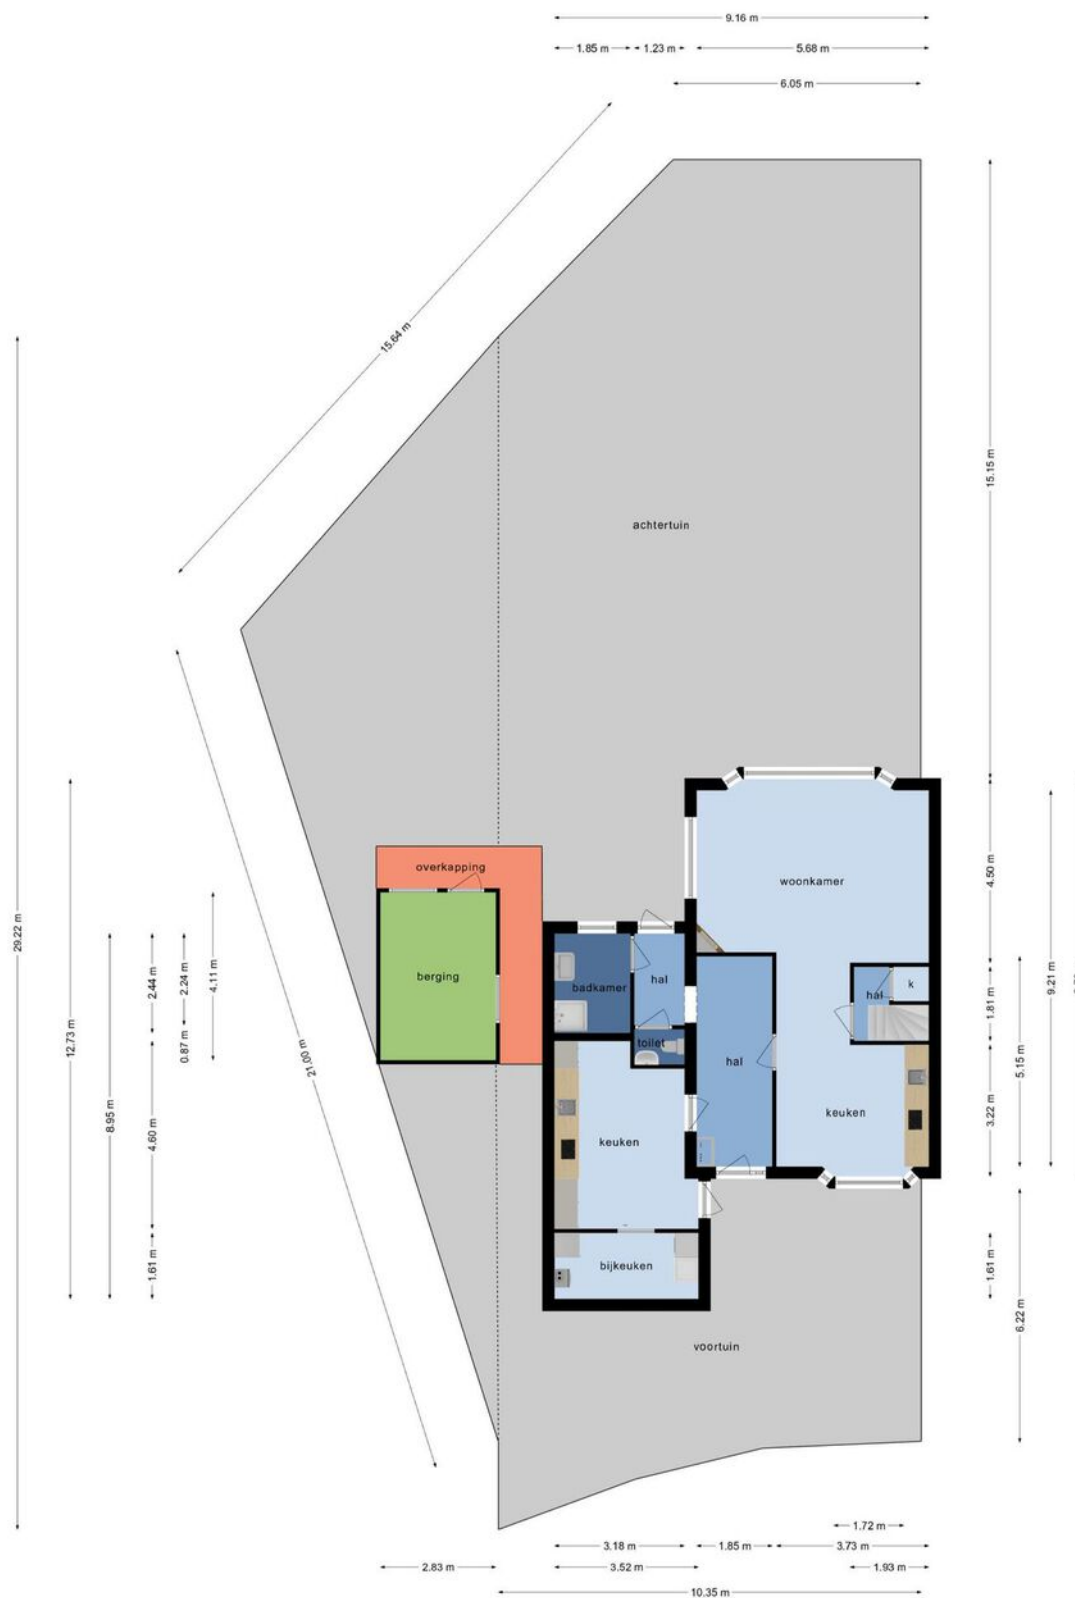 9.16 m
1.85 m
1.23 m
5.68 m
6.05 m
15.64 m
15.15 m
achtertuin
29.22 m
21.00 m
12.73 m
8.95 m
2.44 m
4.60 m
1.61 m
2.24 m
0.87 m
4.11 m
overkapping
berging
woonkamer
badkamer
hal
toilet
hal
hal
k
keuken
keuken
bijkeuken
voortuin
4.50 m
1.81 m
3.22 m
1.61 m
5.15 m
6.22 m
9.21 m
1.72 m
3.18 m
1.85 m
3.73 m
2.83 m
3.52 m
1.93 m
10.35 m